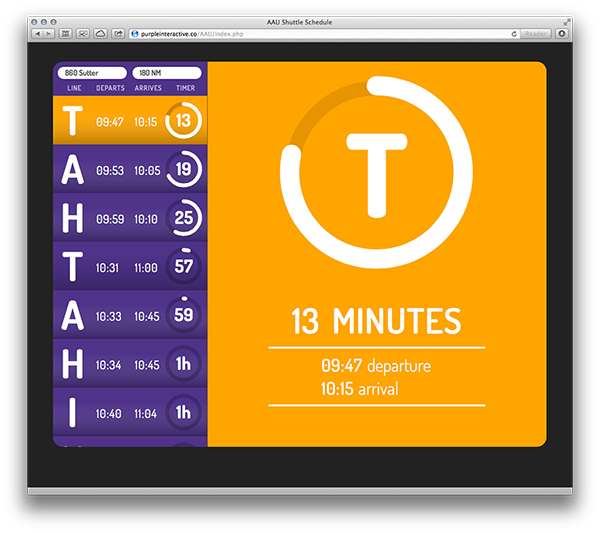 AAU Shuttle Schedule
purpleinteractive.co/AAU/index.php
Reader
860 Sutter 180 NM
LINE DEPARTS ARRIVES TIMER
T 09:47 10:15 13
A 09:53 10:05 19
H 09:59 10:10 25
T 10:31 11:00 57
A 10:33 10:45 59
H 10:34 10:45 1h
I 10:40 11:04 1h
T
13 MINUTES
09:47 departure
10:15 arrival